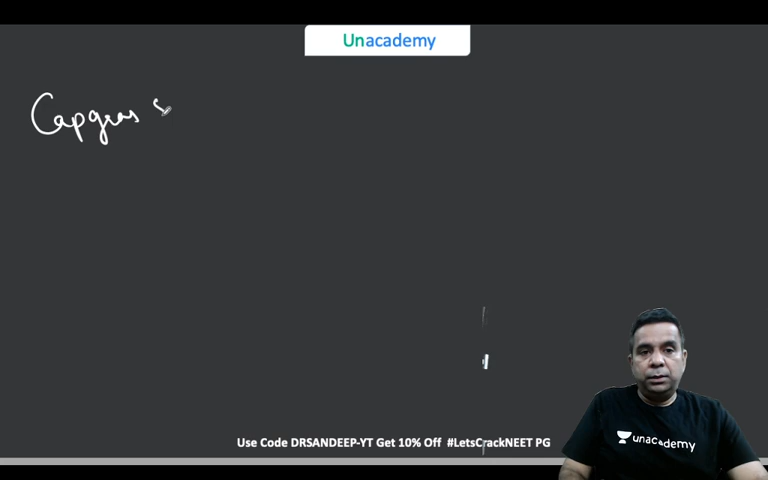 Unacademy
Capgras s
unacademy
Use Code DRSANDEEP-YT Get 10% Off #LetsCrackNEET PG